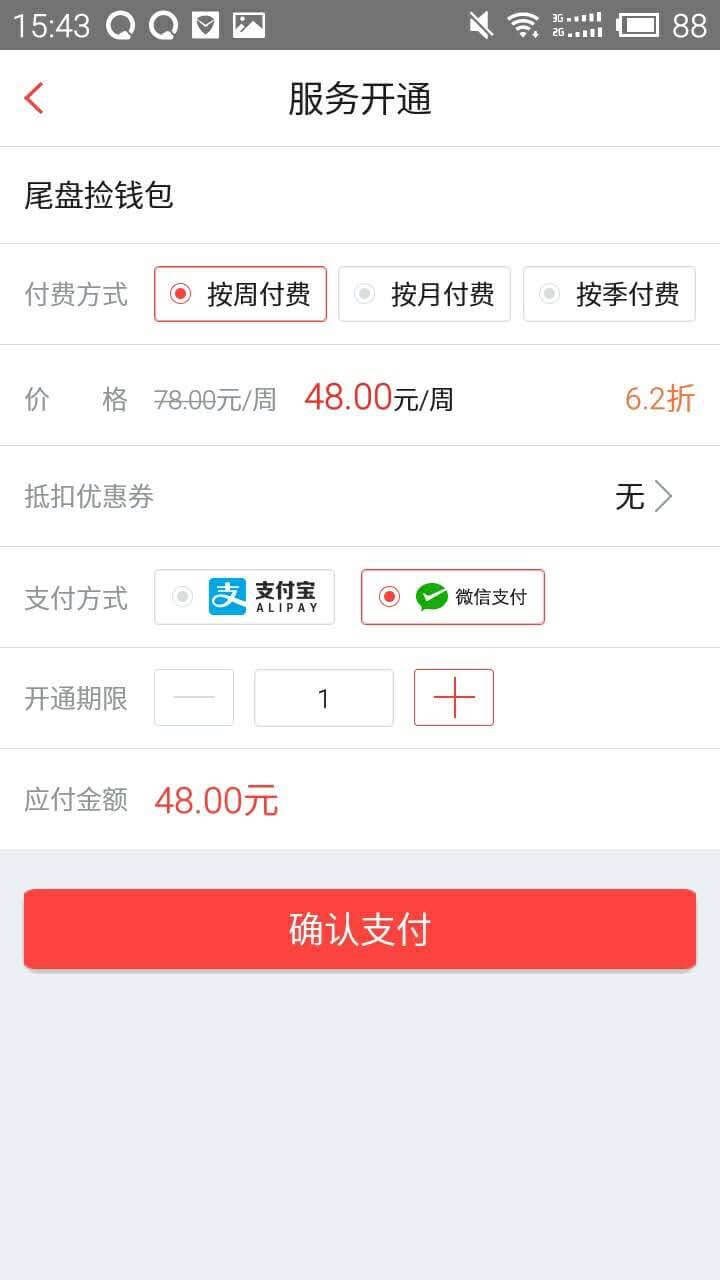 15:43 3G 2G 88
服务开通
尾盘捡钱包
付费方式 按周付费 按月付费 按季付费
价 格 78.00元/周 48.00元/周 6.2折
抵扣优惠券 无
支付方式 支 支付宝 ALIPAY 微信支付
开通期限 1
应付金额 48.00元
确认支付